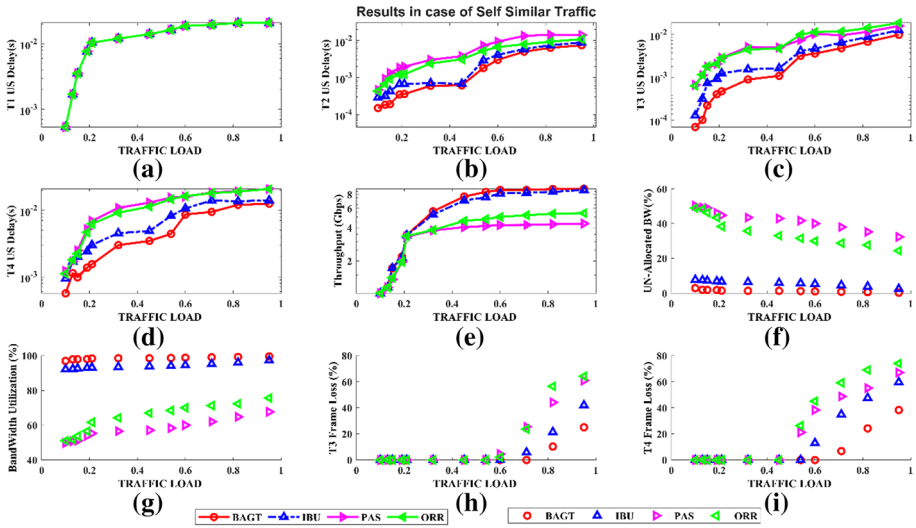 Results in case of Self Similar Traffic
T1 US Delay(s)
10^-2
10^-3
0 0.2 0.4 0.6 0.8 1
TRAFFIC LOAD
(a)
T2 US Delay(s)
10^-2
10^-3
10^-4
0 0.2 0.4 0.6 0.8 1
TRAFFIC LOAD
(b)
T3 US Delay(s)
10^-2
10^-3
10^-4
0 0.2 0.4 0.6 0.8 1
TRAFFIC LOAD
(c)
T4 US Delay(s)
10^-2
10^-3
0 0.2 0.4 0.6 0.8 1
TRAFFIC LOAD
(d)
Throughput (Gbps)
8
6
4
2
0 0.2 0.4 0.6 0.8 1
TRAFFIC LOAD
(e)
UN-Allocated BW(%)
60
40
20
0
0 0.2 0.4 0.6 0.8 1
TRAFFIC LOAD
(f)
BandWidth Utilization (%)
100
80
60
40
0 0.2 0.4 0.6 0.8 1
TRAFFIC LOAD
(g)
T3 Frame Loss (%)
80
60
40
20
0
0 0.2 0.4 0.6 0.8 1
TRAFFIC LOAD
(h)
T4 Frame Loss (%)
80
60
40
20
0
0 0.2 0.4 0.6 0.8 1
TRAFFIC LOAD
(i)
BAGT IBU PAS ORR
BAGT IBU PAS ORR